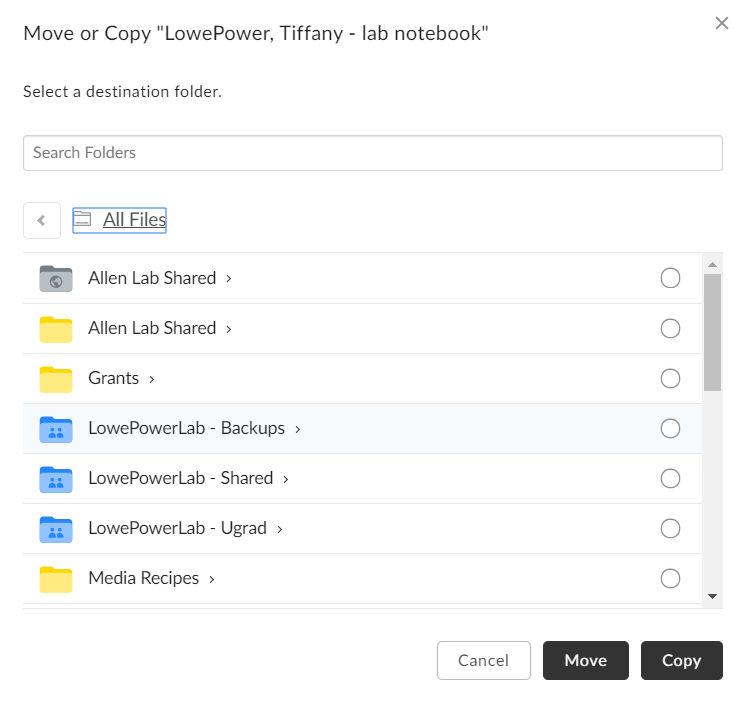 Move or Copy "LowePower, Tiffany - lab notebook"
Select a destination folder.
Search Folders
All Files
Allen Lab Shared
Allen Lab Shared
Grants
LowePowerLab - Backups
LowePowerLab - Shared
LowePowerLab - Ugrad
Media Recipes
Cancel Move Copy